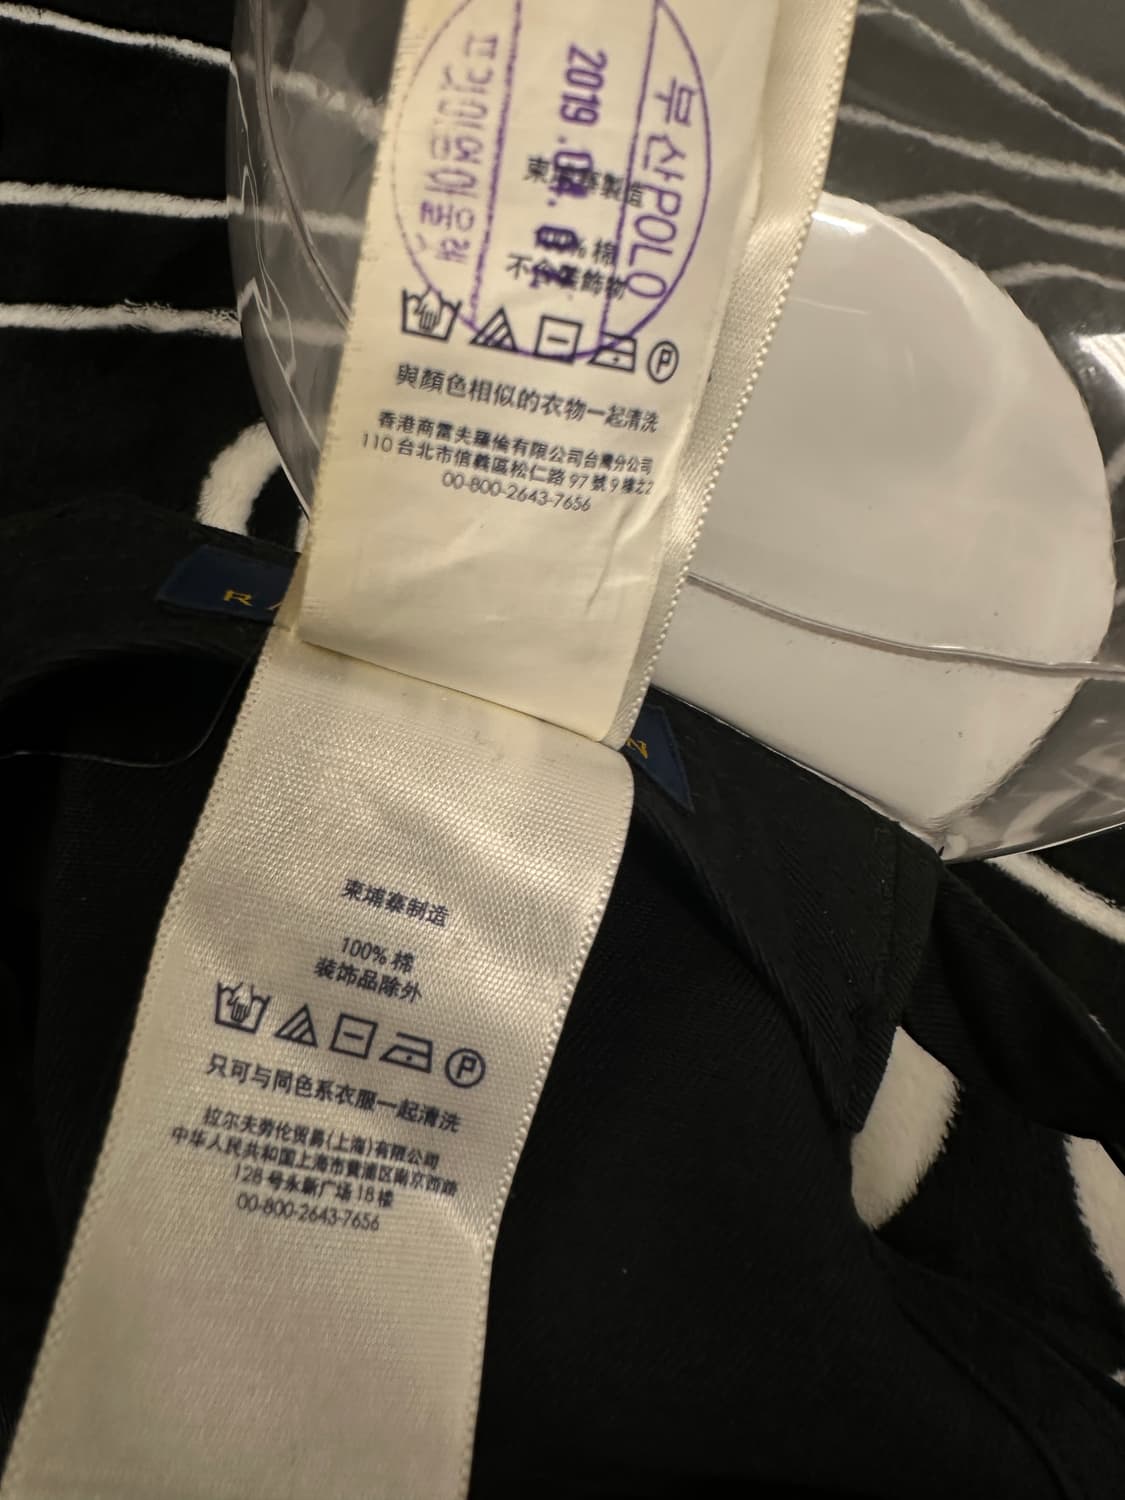 부산POLO
2019
柬埔寨製造
% 棉
不含裝飾物
P
與顏色相似的衣物一起清洗
香港商雷夫羅倫有限公司台灣分公司
110 台北市信義區松仁路 97 號 9 樓之2
00-800-2643-7656
R
柬埔寨制造
100% 棉
装饰品除外
P
只可与同色系衣服一起清洗
拉尔夫劳伦贸易(上海)有限公司
中华人民共和国上海市黄浦区南京西路
128 号永新广场 18 楼
00-800-2643-7656